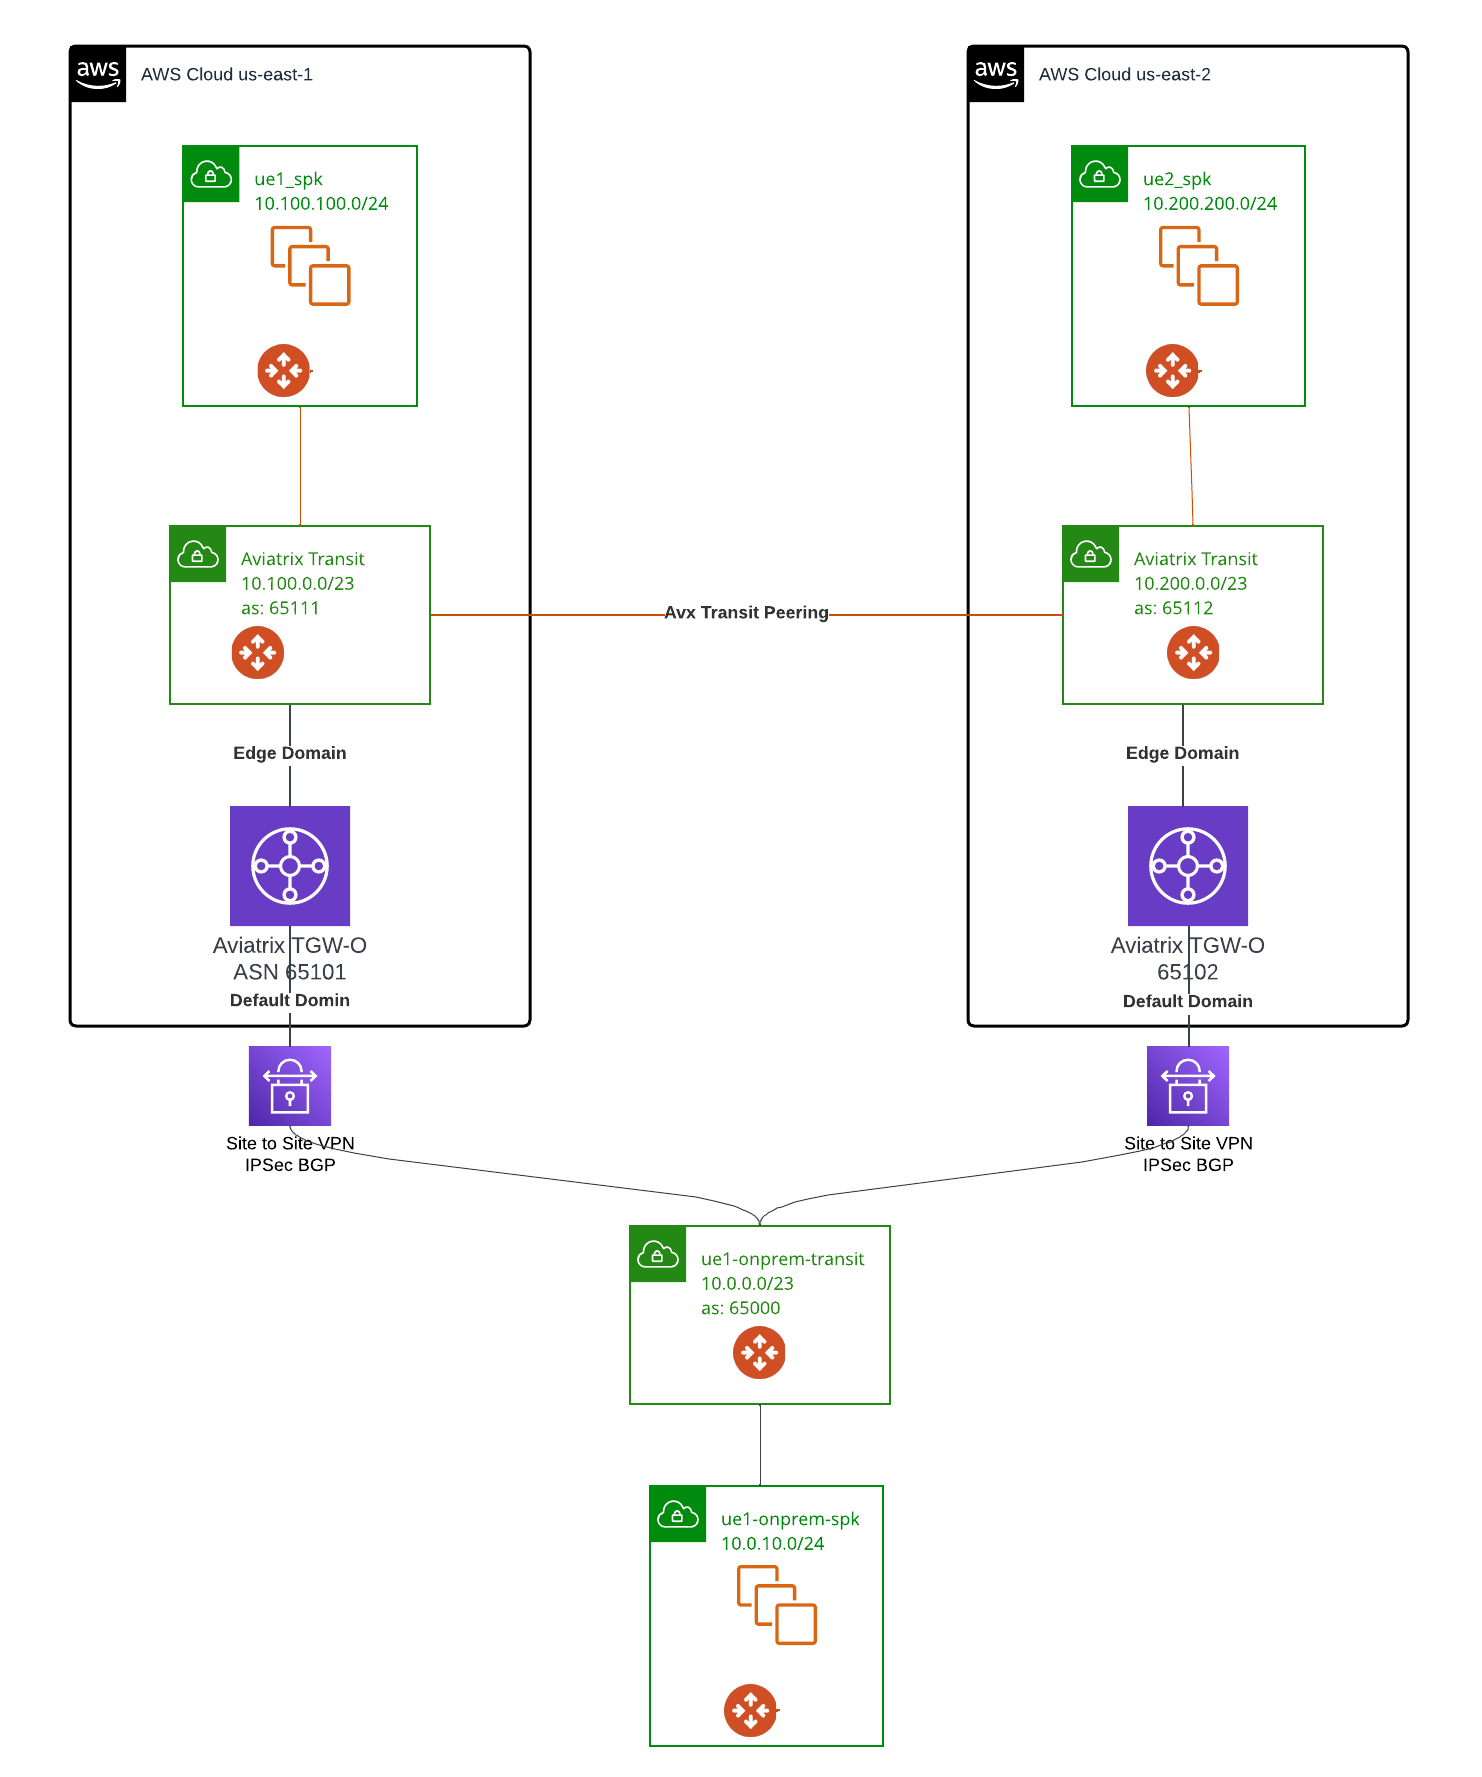 aws
AWS Cloud us-east-1
ue1_spk
10.100.100.0/24
Aviatrix Transit
10.100.0.0/23
as: 65111
Edge Domain
Aviatrix TGW-O
ASN 65101
Default Domin
Site to Site VPN
IPSec BGP
Avx Transit Peering
aws
AWS Cloud us-east-2
ue2_spk
10.200.200.0/24
Aviatrix Transit
10.200.0.0/23
as: 65112
Edge Domain
Aviatrix TGW-O
65102
Default Domain
Site to Site VPN
IPSec BGP
ue1-onprem-transit
10.0.0.0/23
as: 65000
ue1-onprem-spk
10.0.10.0/24